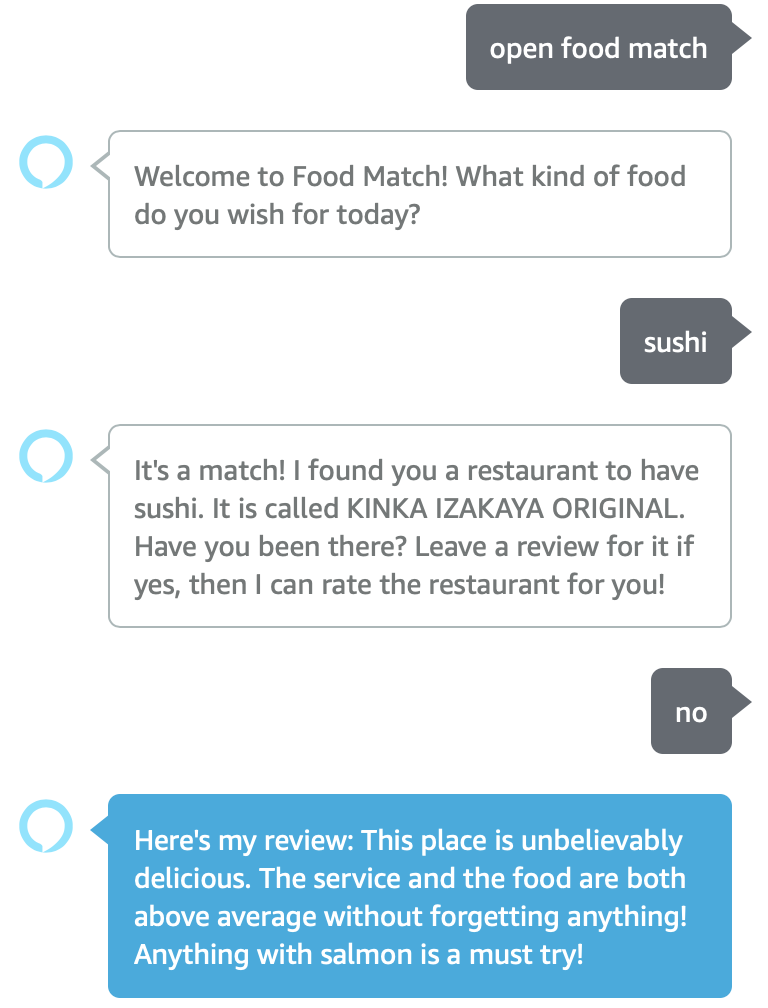 open food match
Welcome to Food Match! What kind of food
do you wish for today?
sushi
It's a match! I found you a restaurant to have
sushi. It is called KINKA IZAKAYA ORIGINAL.
Have you been there? Leave a review for it if
yes, then I can rate the restaurant for you!
no
Here's my review: This place is unbelievably
delicious. The service and the food are both
above average without forgetting anything!
Anything with salmon is a must try!